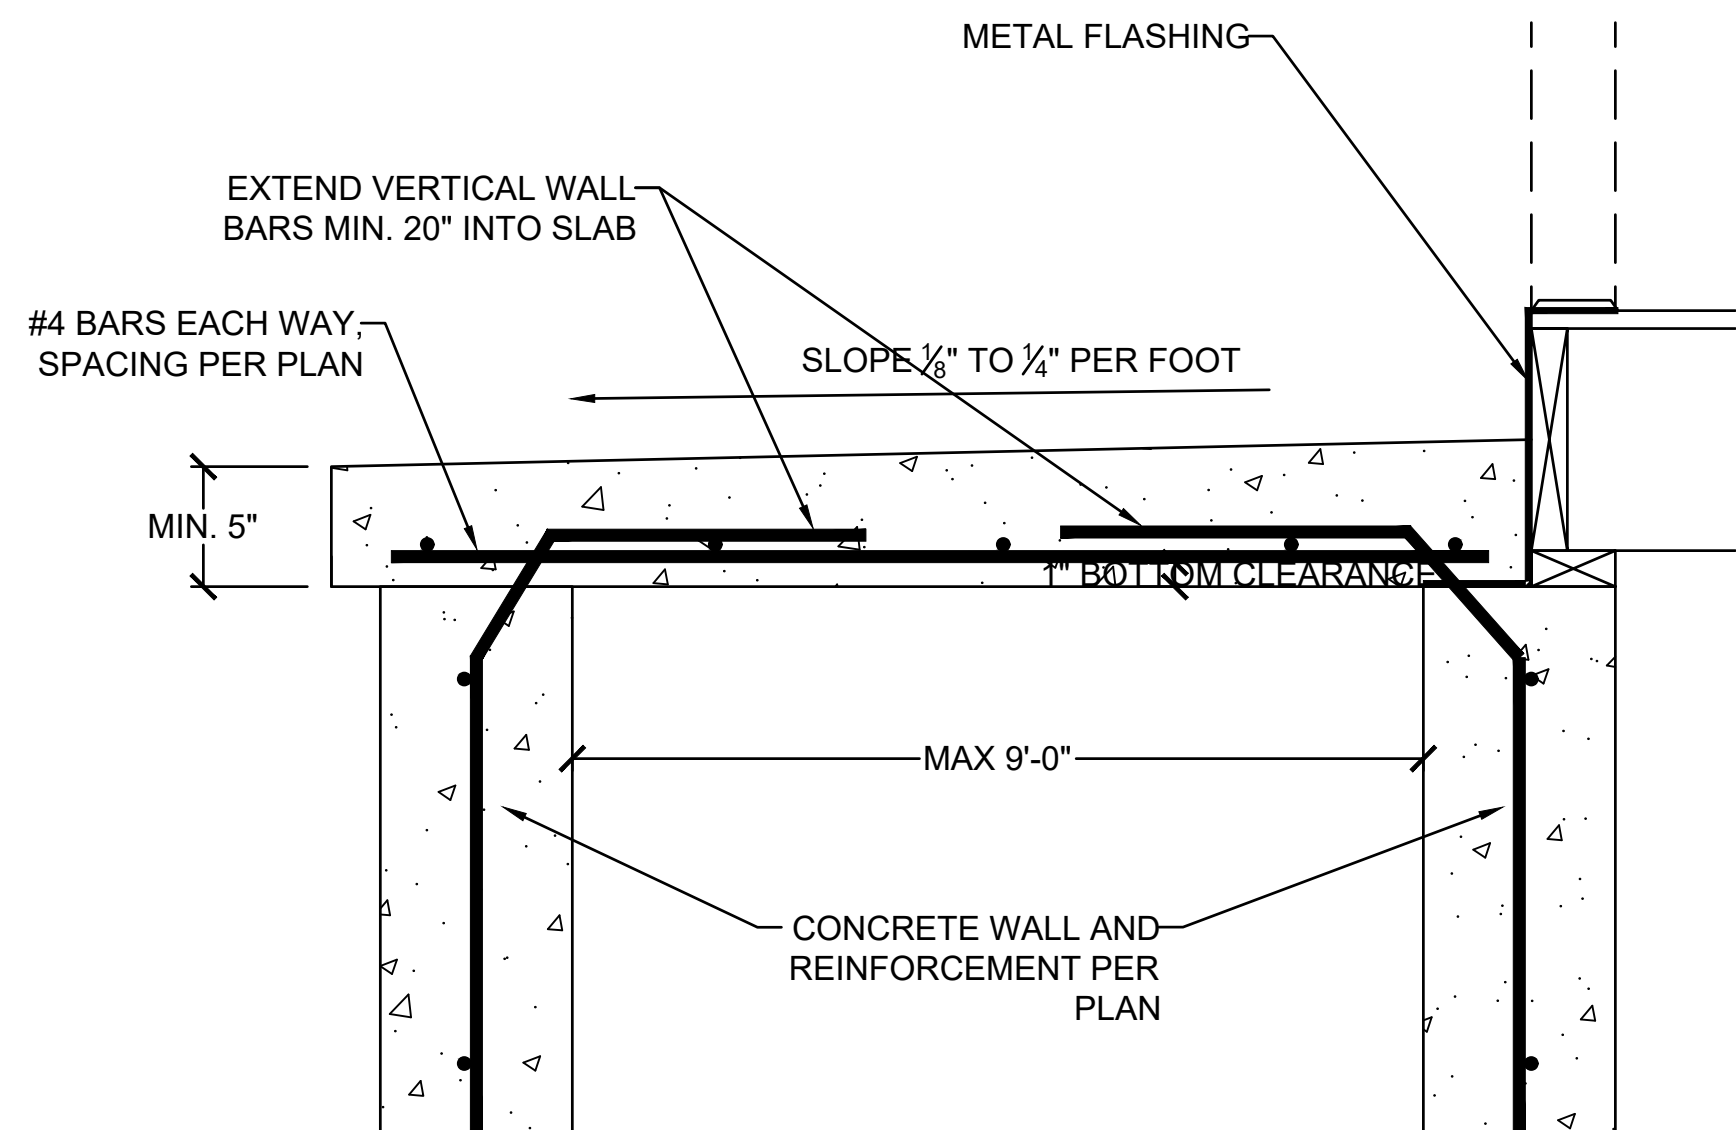 METAL FLASHING
EXTEND VERTICAL WALL
BARS MIN. 20" INTO SLAB
#4 BARS EACH WAY,
SPACING PER PLAN
SLOPE ⅛" TO ¼" PER FOOT
MIN. 5"
1" BOTTOM CLEARANCE
MAX 9'-0"
CONCRETE WALL AND
REINFORCEMENT PER
PLAN